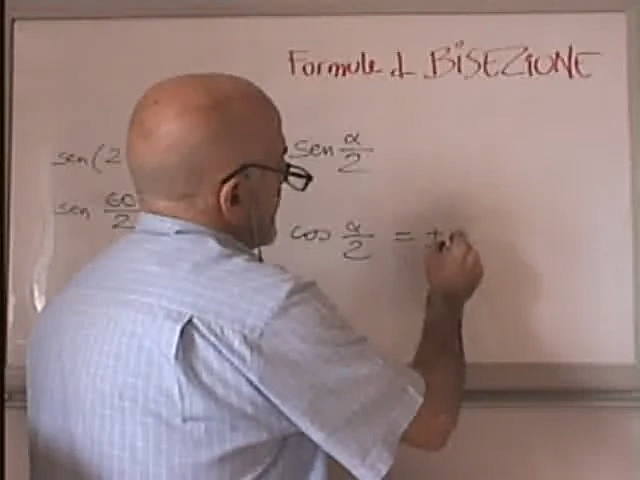 Formule di BISEZIONE
sen(2
sen α/2
sen 60/2
cos α/2 = ±